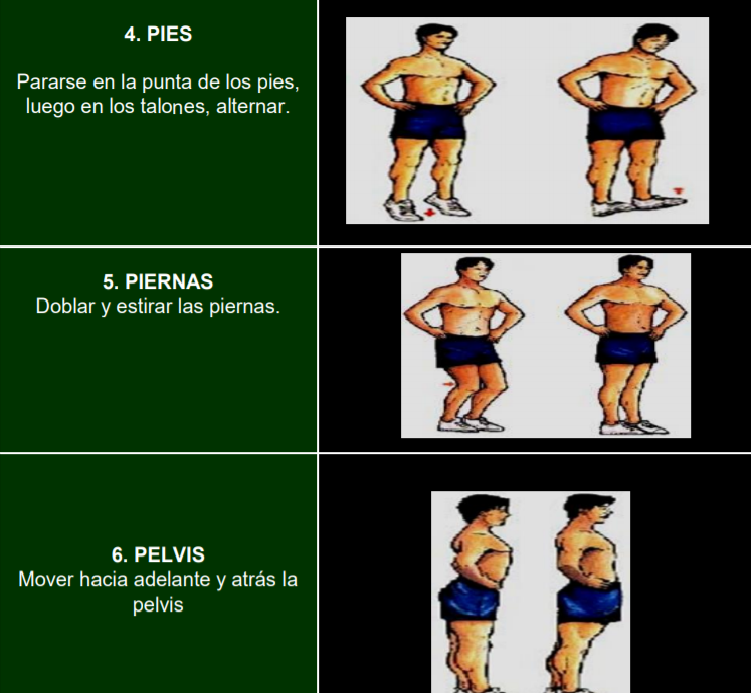 4. PIES
Pararse en la punta de los pies,
luego en los talones, alternar.
5. PIERNAS
Doblar y estirar las piernas.
6. PELVIS
Mover hacia adelante y atrás la
pelvis